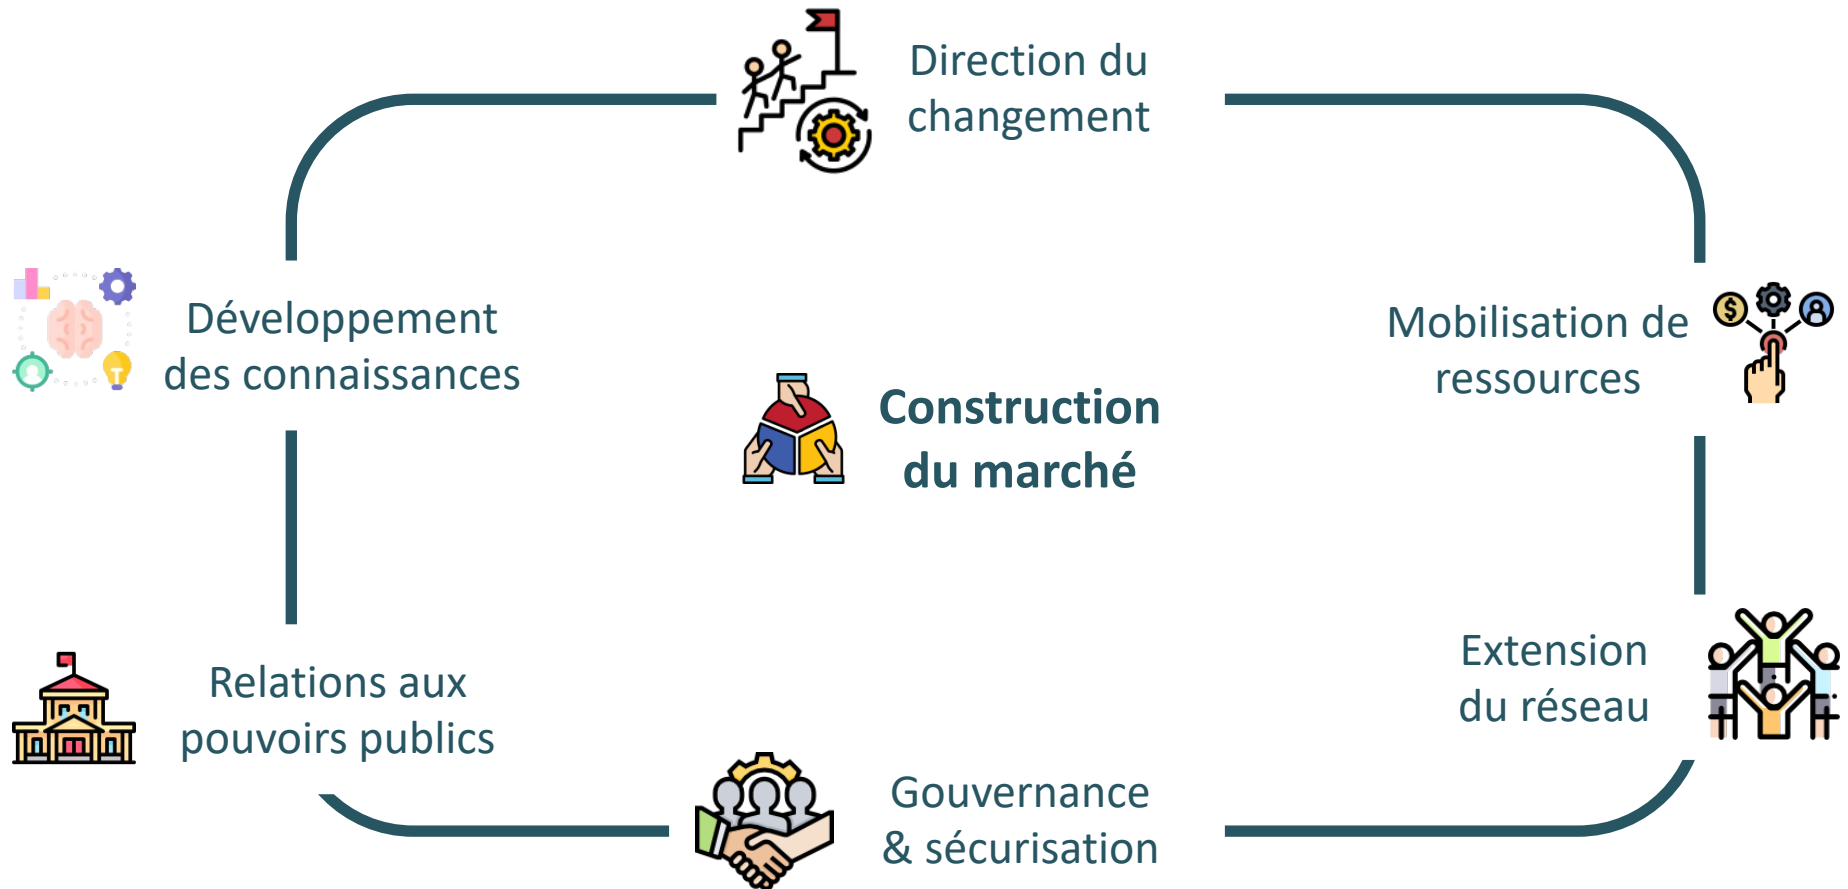 Direction du
changement
Développement
des connaissances
Mobilisation de
ressources
Construction
du marché
Relations aux
pouvoirs publics
Extension
du réseau
Gouvernance
& sécurisation